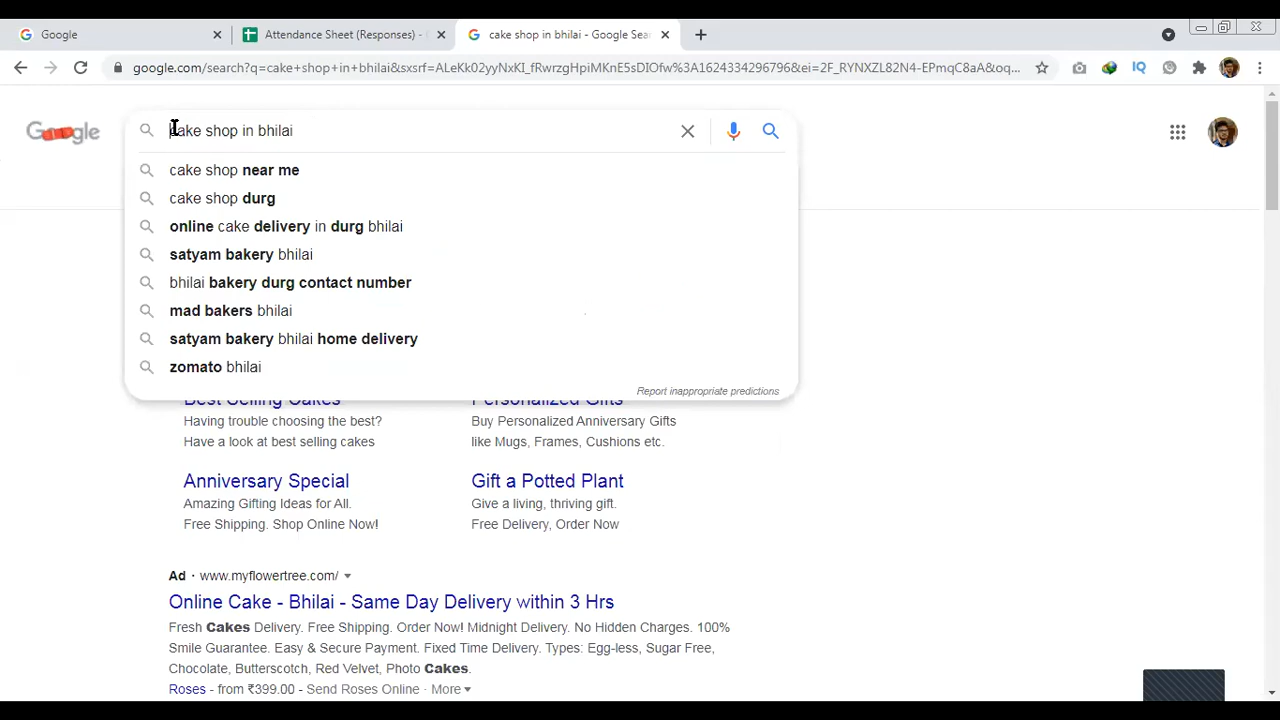 Google
Attendance Sheet (Responses) -
cake shop in bhilai - Google Sea
google.com/search?q=cake+shop+in+bhilai&sxsrf=ALeKk02yyNxKI_fRwrzgHpiMKnE5sDIOfw%3A1624334296796&ei=2F_RYNXZL82N4-EPmqC8aA&oq...
IQ
Google
cake shop in bhilai
cake shop near me
cake shop durg
online cake delivery in durg bhilai
satyam bakery bhilai
bhilai bakery durg contact number
mad bakers bhilai
satyam bakery bhilai home delivery
zomato bhilai
Report inappropriate predictions
Best Selling Cakes
Having trouble choosing the best?
Have a look at best selling cakes
Personalized Gifts
Buy Personalized Anniversary Gifts
like Mugs, Frames, Cushions etc.
Anniversary Special
Amazing Gifting Ideas for All.
Free Shipping. Shop Online Now!
Gift a Potted Plant
Give a living, thriving gift.
Free Delivery, Order Now
Ad · www.myflowertree.com/
Online Cake - Bhilai - Same Day Delivery within 3 Hrs
Fresh Cakes Delivery. Free Shipping. Order Now! Midnight Delivery. No Hidden Charges. 100%
Smile Guarantee. Easy & Secure Payment. Fixed Time Delivery. Types: Egg-less, Sugar Free,
Chocolate, Butterscotch, Red Velvet, Photo Cakes.
Roses - from ₹399.00 - Send Roses Online - More